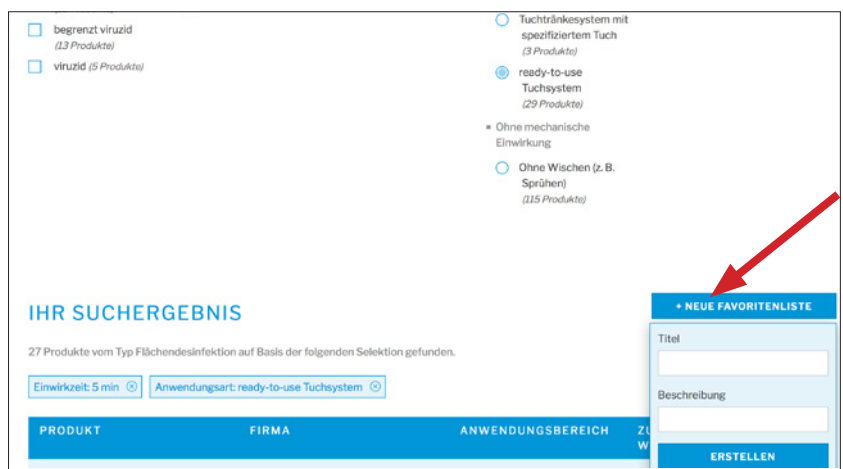 begrenzt viruzid
(13 Produkte)
viruzid (5 Produkte)
Tuchtränkesystem mit
spezifiziertem Tuch
(3 Produkte)
ready-to-use
Tuchsystem
(29 Produkte)
Ohne mechanische
Einwirkung
Ohne Wischen (z. B.
Sprühen)
(115 Produkte)
+ NEUE FAVORITENLISTE
IHR SUCHERGEBNIS
Titel
27 Produkte vom Typ Flächendesinfektion auf Basis der folgenden Selektion gefunden.
Einwirkzeit: 5 min Anwendungsart: ready-to-use Tuchsystem
Beschreibung
PRODUKT FIRMA ANWENDUNGSBEREICH
ERSTELLEN